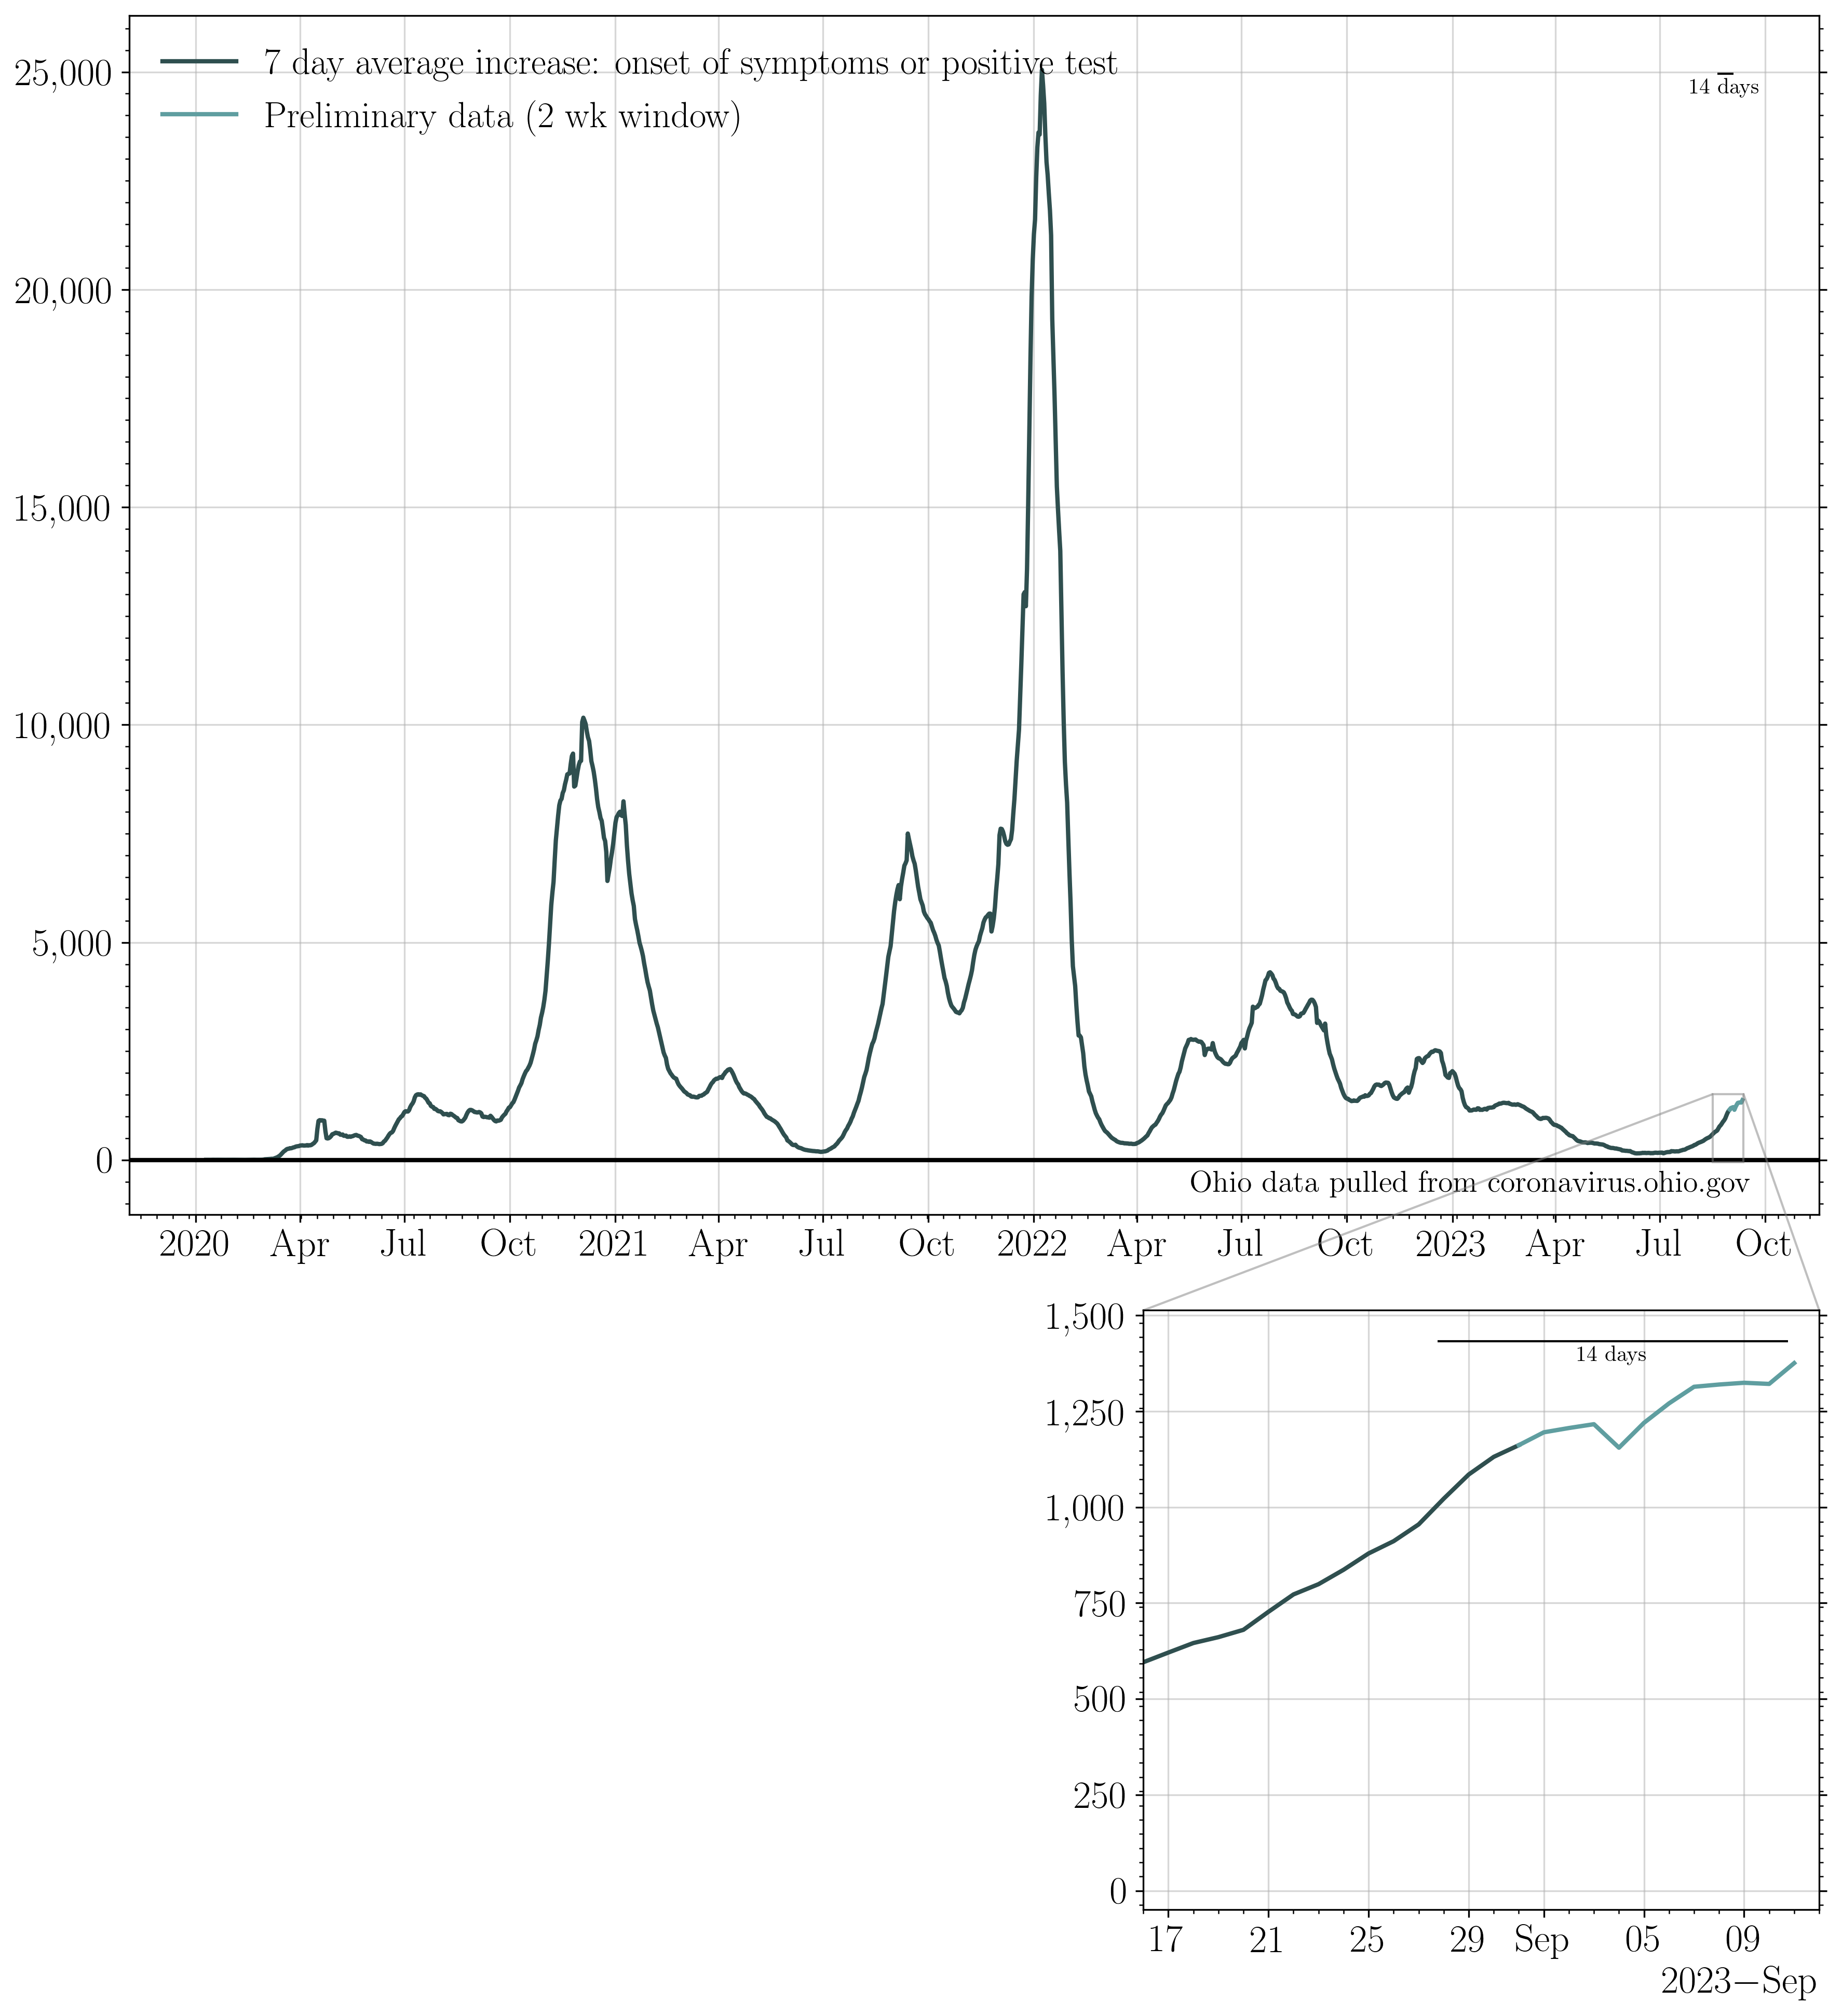 7 day average increase: onset of symptoms or positive test
Preliminary data (2 wk window)
14 days
25,000
20,000
15,000
10,000
5,000
0
Ohio data pulled from coronavirus.ohio.gov
2020 Apr Jul Oct 2021 Apr Jul Oct 2022 Apr Jul Oct 2023 Apr Jul Oct
1,500
14 days
1,250
1,000
750
500
250
0
17 21 25 29 Sep 05 09
2023−Sep